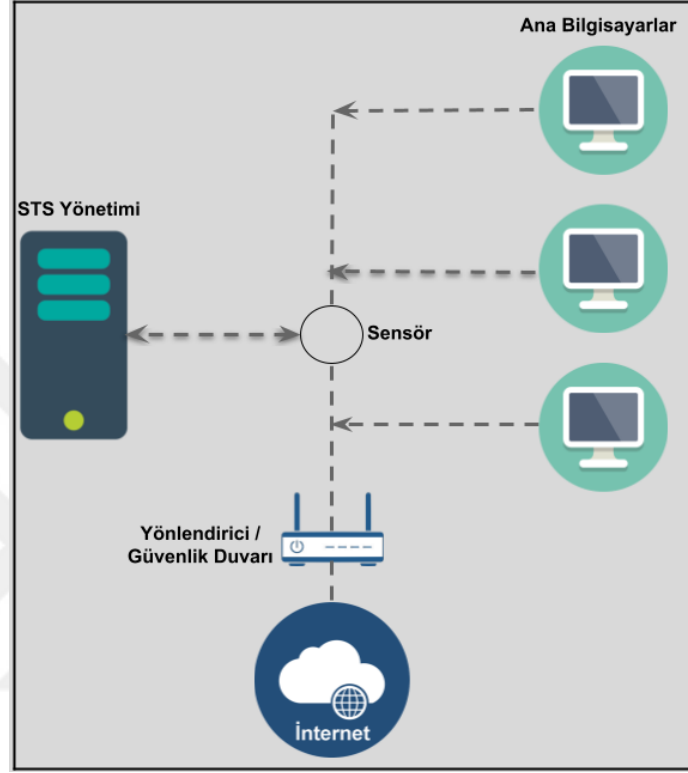 Ana Bilgisayarlar
STS Yönetimi
Sensör
Yönlendirici /
Güvenlik Duvarı
İnternet